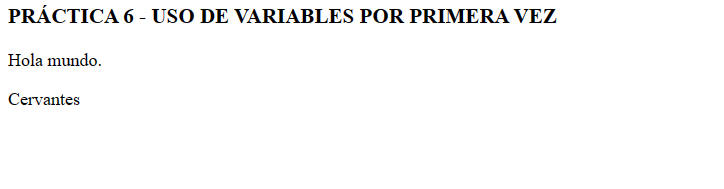 PRÁCTICA 6 - USO DE VARIABLES POR PRIMERA VEZ
Hola mundo.
Cervantes